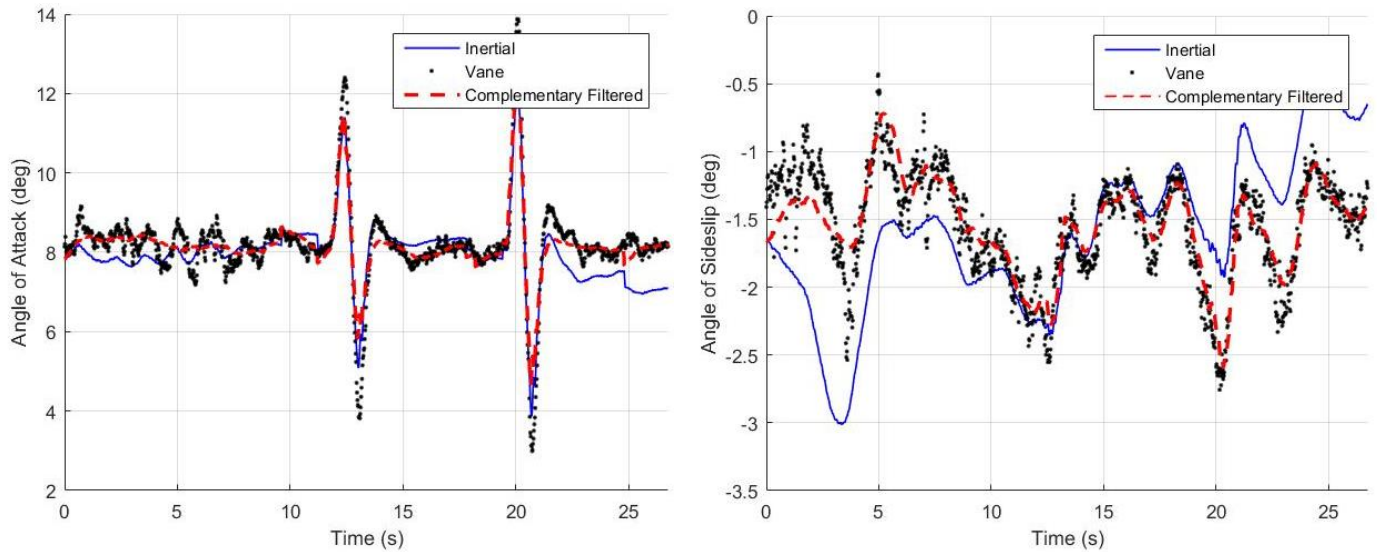 14
12
10
8
6
4
2
Angle of Attack (deg)
Inertial
Vane
Complementary Filtered
0
5
10
15
20
25
Time (s)
0
-0.5
-1
-1.5
-2
-2.5
-3
-3.5
Angle of Sideslip (deg)
Inertial
Vane
Complementary Filtered
0
5
10
15
20
25
Time (s)